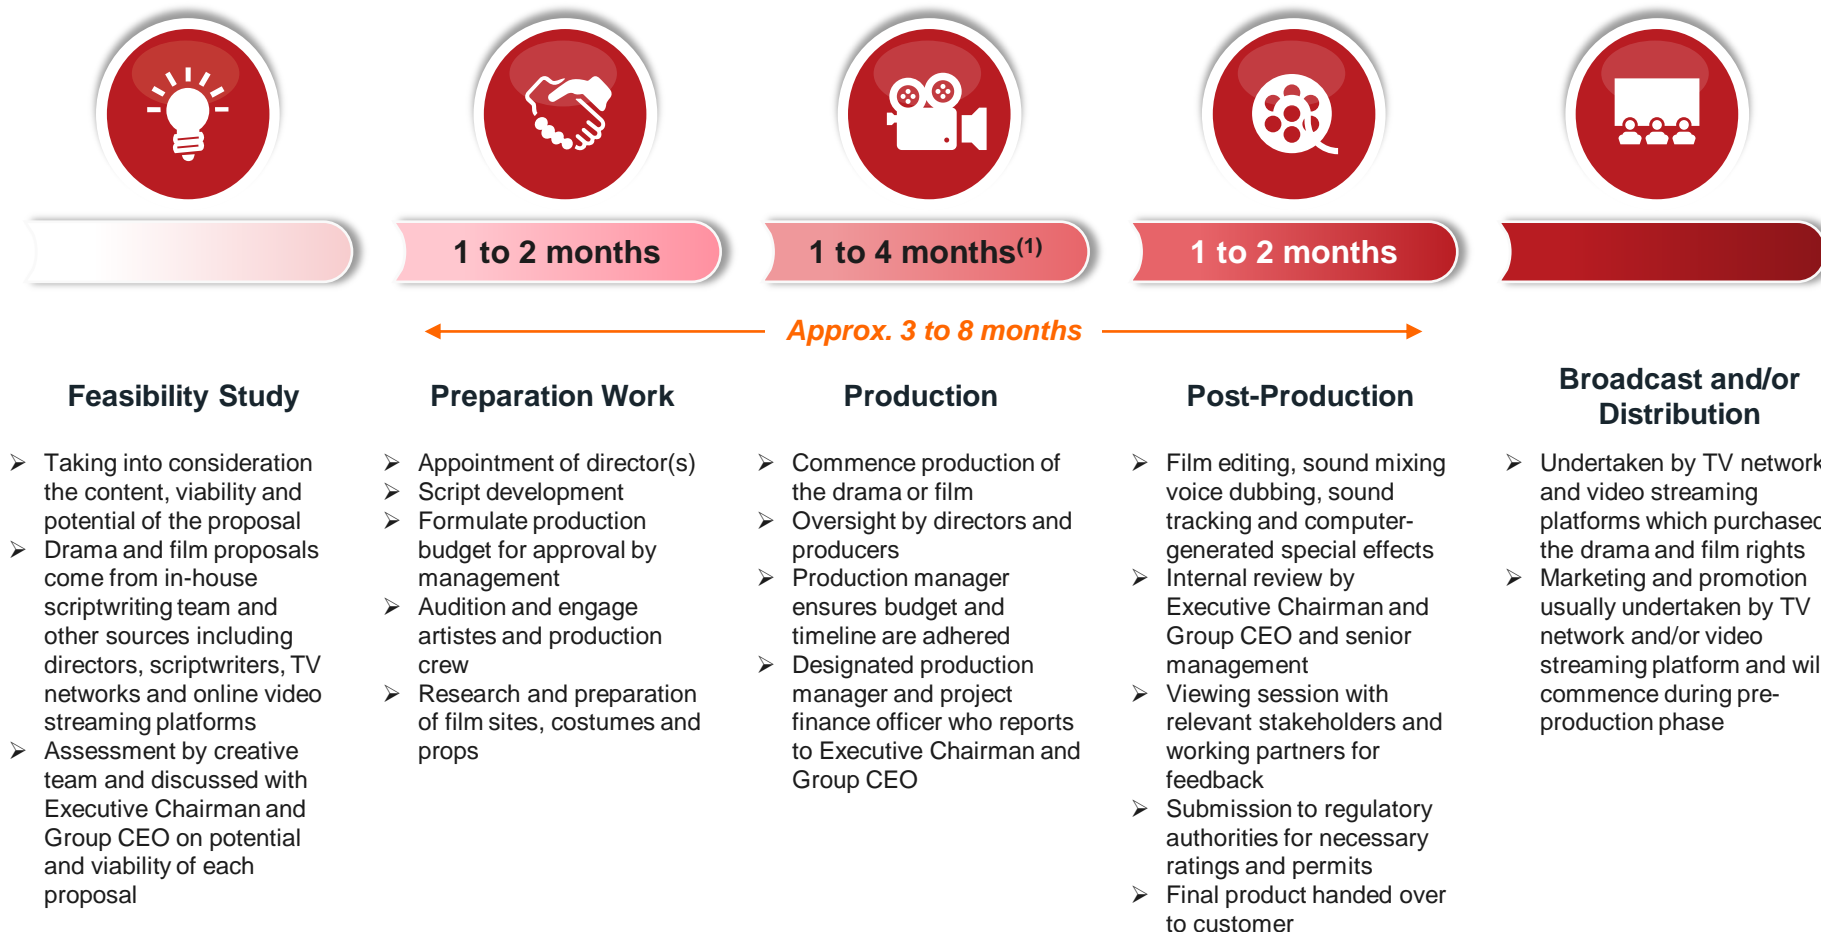 1 to 2 months
1 to 4 months(1)
1 to 2 months
Approx. 3 to 8 months
Feasibility Study
➢ Taking into consideration
the content, viability and
potential of the proposal
➢ Drama and film proposals
come from in-house
scriptwriting team and
other sources including
directors, scriptwriters, TV
networks and online video
streaming platforms
➢ Assessment by creative
team and discussed with
Executive Chairman and
Group CEO on potential
and viability of each
proposal
Preparation Work
➢ Appointment of director(s)
➢ Script development
➢ Formulate production
budget for approval by
management
➢ Audition and engage
artistes and production
crew
➢ Research and preparation
of film sites, costumes and
props
Production
➢ Commence production of
the drama or film
➢ Oversight by directors and
producers
➢ Production manager
ensures budget and
timeline are adhered
➢ Designated production
manager and project
finance officer who reports
to Executive Chairman and
Group CEO
Post-Production
➢ Film editing, sound mixing
voice dubbing, sound
tracking and computer-
generated special effects
➢ Internal review by
Executive Chairman and
Group CEO and senior
management
➢ Viewing session with
relevant stakeholders and
working partners for
feedback
➢ Submission to regulatory
authorities for necessary
ratings and permits
➢ Final product handed over
to customer
Broadcast and/or
Distribution
➢ Undertaken by TV network
and video streaming
platforms which purchased
the drama and film rights
➢ Marketing and promotion
usually undertaken by TV
network and/or video
streaming platform and wil
commence during pre-
production phase